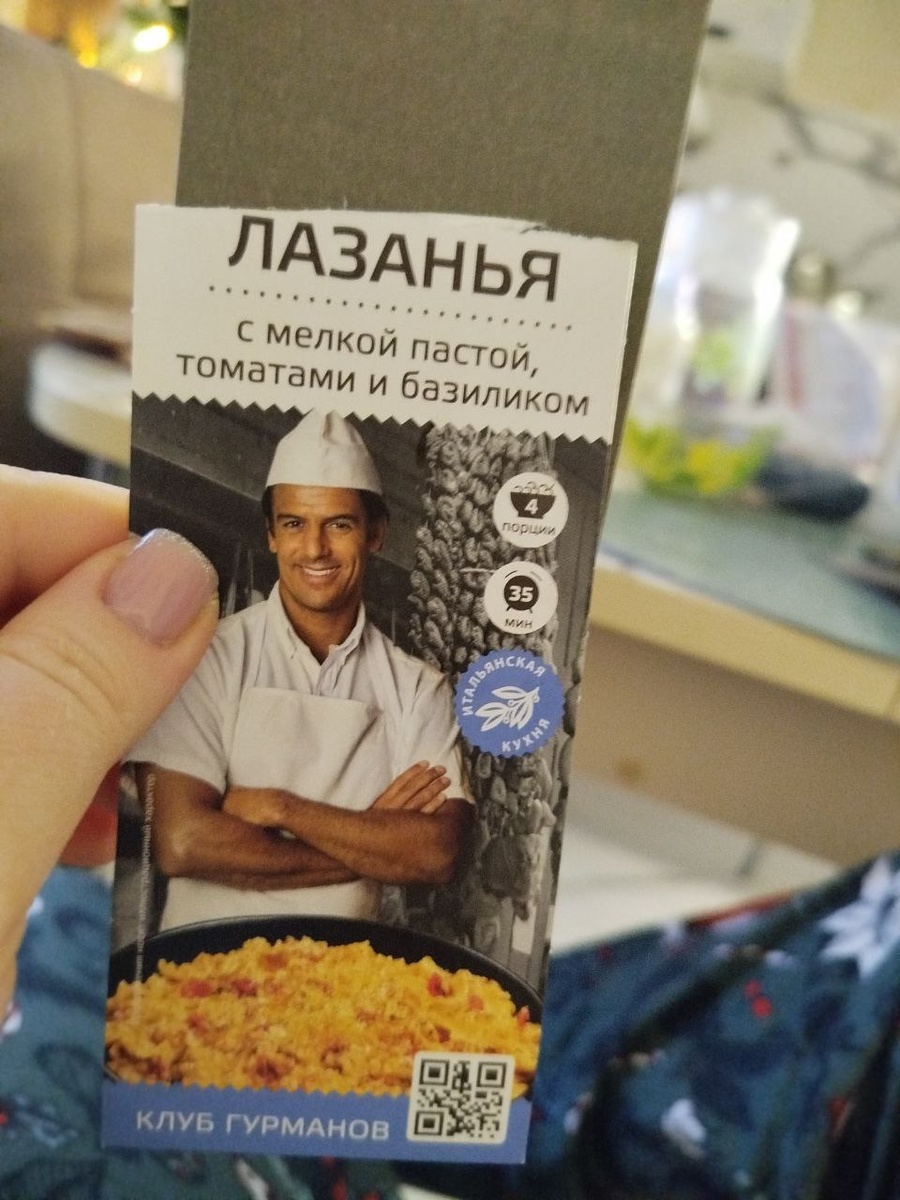 ЛАЗАНЬЯ
с мелкой пастой,
томатами и базиликом
4
порции
35
мин
ИТАЛЬЯНСКАЯ
КУХНЯ
КЛУБ ГУРМАНОВ